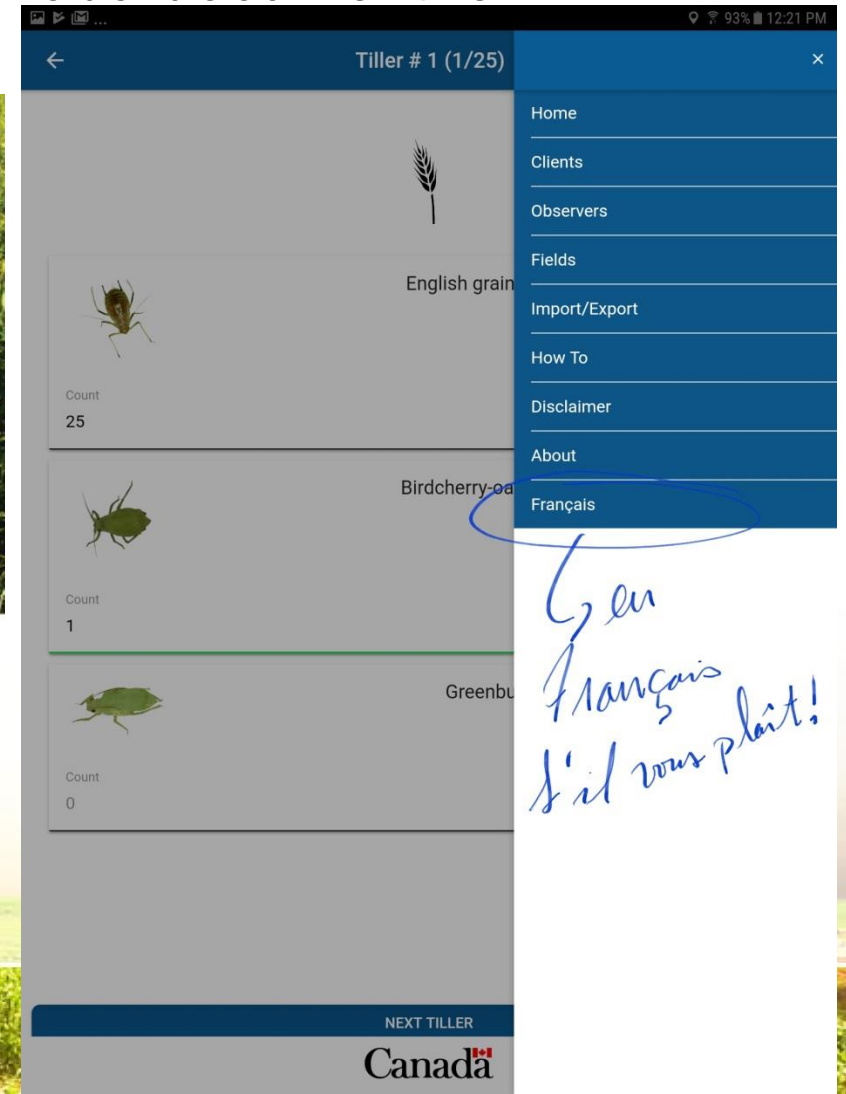 93% 12:21 PM
Tiller # 1 (1/25)
×
Home
Clients
Observers
Fields
Import/Export
How To
Disclaimer
About
Français
English grain
Count
25
Birdcherry-oa
Count
1
Greenbu
Count
0
en
Français
s'il vous plaît!
NEXT TILLER
Canada